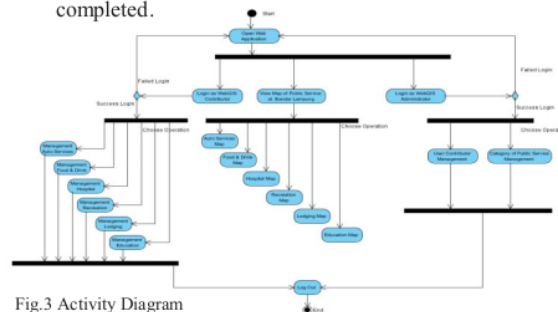 completed.
Start
Open Web
Application
Failed Login
Failed Login
Login as WebGIS
Contributor
View Map of Public Service
at Bandar Lampung
Login as WebGIS
Administrator
Success Login
Success Login
Choose Operation
Choose Operation
Choose Opera
Management
Auto Services
Auto Services
Map
User Contributor
Management
Category of Public Service
Management
Management
Food & Drink
Food & Drink
Map
Management
Hospital
Hospital Map
Management
Recreation
Recreation
Map
Management
Lodging
Lodging Map
Management
Education
Education Map
Log Out
End
Fig.3 Activity Diagram